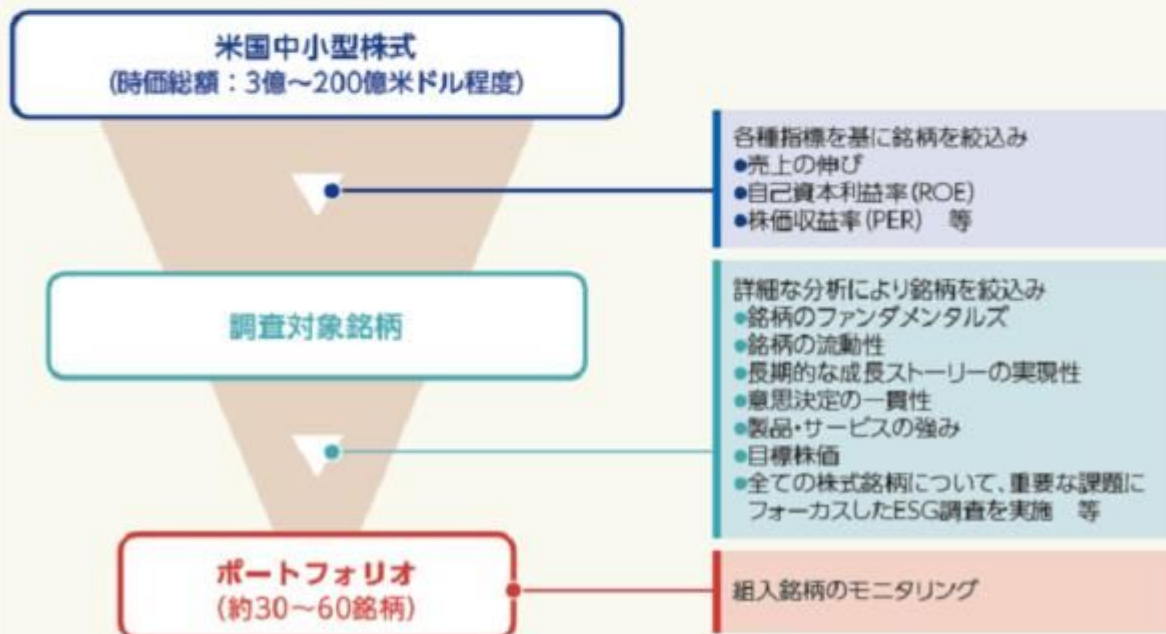 米国中小型株式
(時価総額：3億～200億米ドル程度)
各種指標を基に銘柄を絞込み
●売上の伸び
●自己資本利益率(ROE)
●株価収益率(PER)　等
調査対象銘柄
詳細な分析により銘柄を絞込み
●銘柄のファンダメンタルズ
●銘柄の流動性
●長期的な成長ストーリーの実現性
●意思決定の一貫性
●製品・サービスの強み
●目標株価
●全ての株式銘柄について、重要な課題に
フォーカスしたESG調査を実施　等
ポートフォリオ
(約30～60銘柄)
組入銘柄のモニタリング